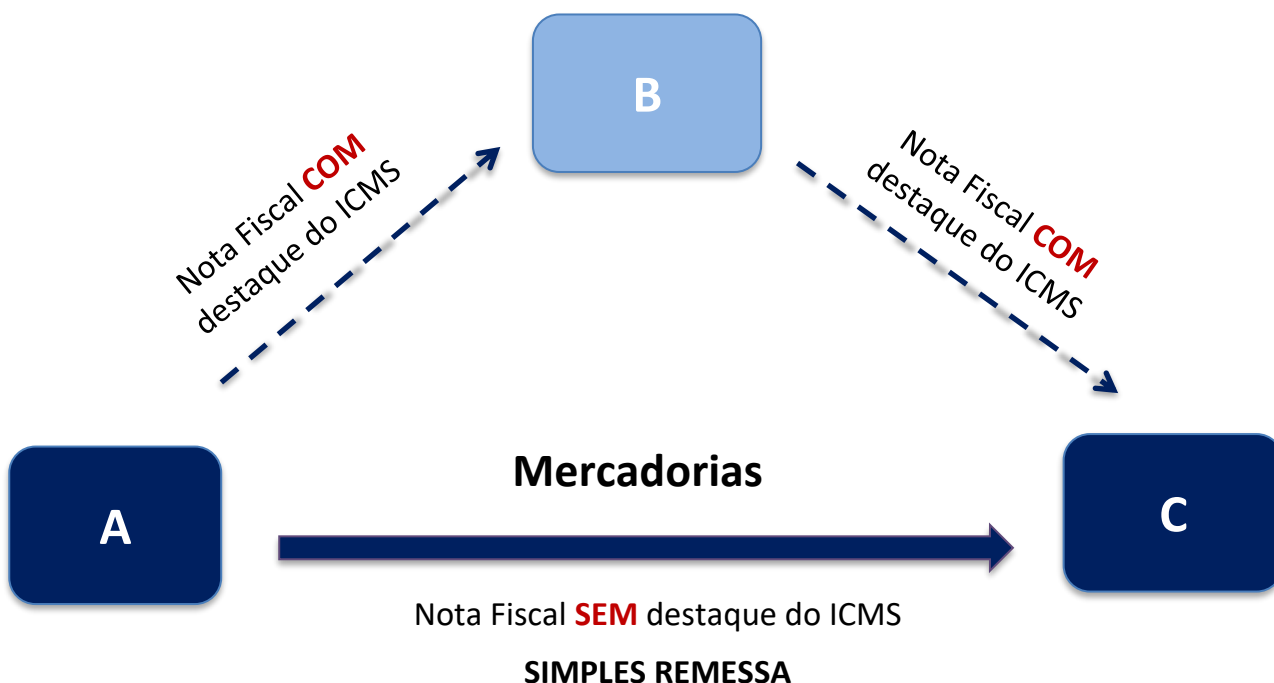 B
Nota Fiscal COM
destaque do ICMS
Nota Fiscal COM
destaque do ICMS
A
Mercadorias
C
Nota Fiscal SEM destaque do ICMS
SIMPLES REMESSA